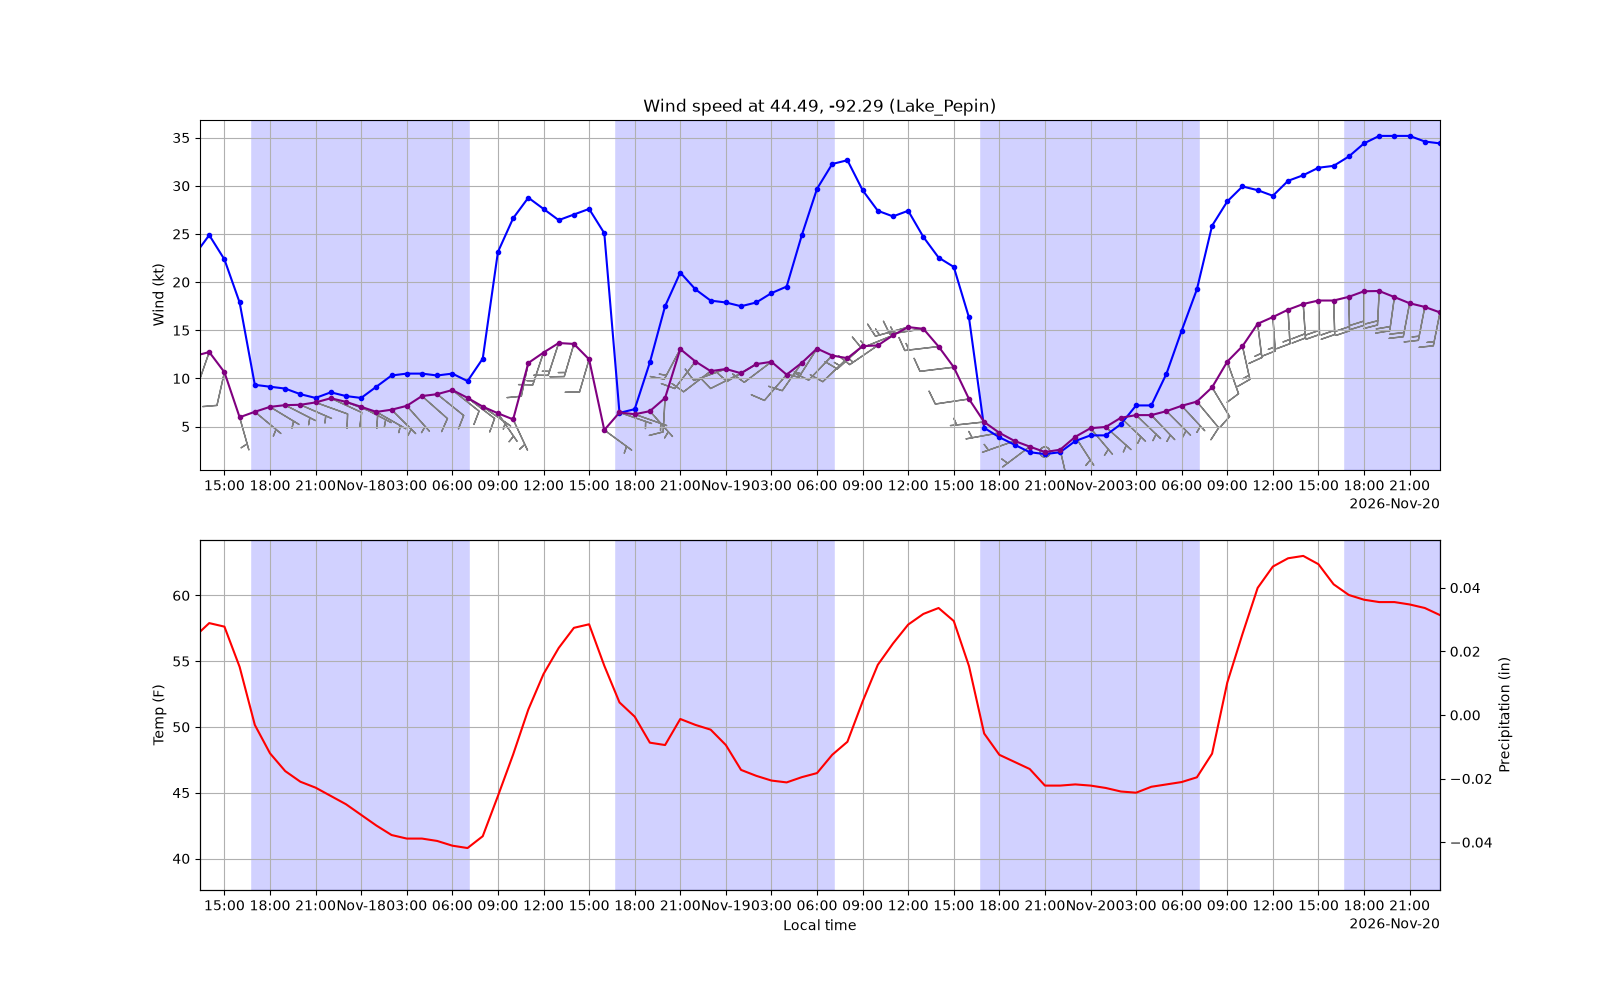 Wind speed at 44.49, -92.29 (Lake_Pepin)
35
30
25
20
15
10
5
Wind (kt)
15:00 18:00 21:00 Nov-18 03:00 06:00 09:00 12:00 15:00 18:00 21:00 Nov-19 03:00 06:00 09:00 12:00 15:00 18:00 21:00 Nov-20 03:00 06:00 09:00 12:00 15:00 18:00 21:00
2026-Nov-20
60
55
50
45
40
Temp (F)
0.04
0.02
0.00
−0.02
−0.04
Precipitation (in)
15:00 18:00 21:00 Nov-18 03:00 06:00 09:00 12:00 15:00 18:00 21:00 Nov-19 03:00 06:00 09:00 12:00 15:00 18:00 21:00 Nov-20 03:00 06:00 09:00 12:00 15:00 18:00 21:00
Local time
2026-Nov-20